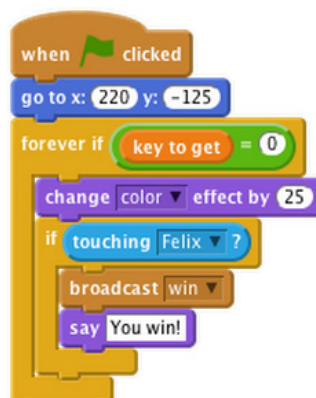 when clicked
go to x: 220 y: -125
forever if key to get = 0
change color effect by 25
if touching Felix ?
broadcast win
say You win!